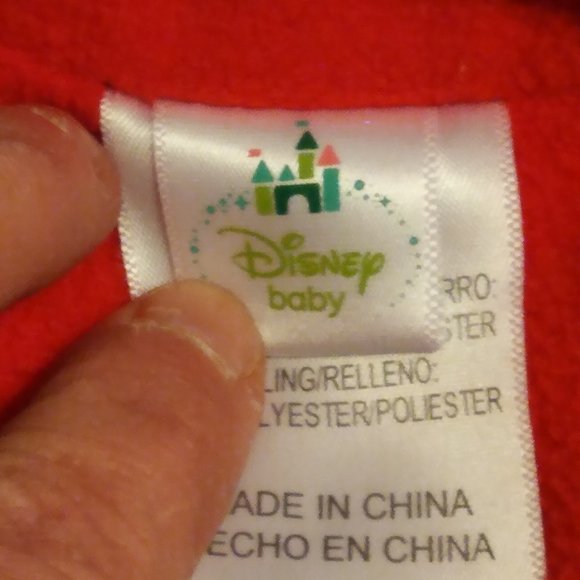 Disney
baby
RRO:
STER
LING/RELLENO:
LYESTER/POLIESTER
ADE IN CHINA
ECHO EN CHINA